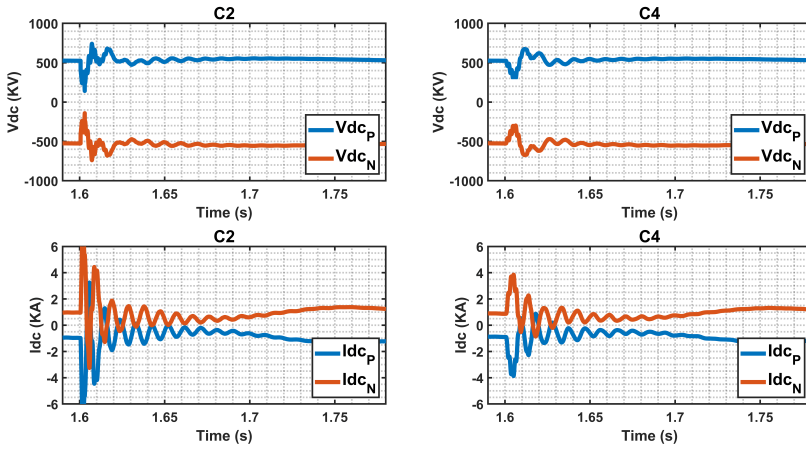 C2
C4
1000
500
0
-500
-1000
Vdc (KV)
Vdc_P
Vdc_N
1.6
1.65
1.7
1.75
Time (s)
1000
500
0
-500
-1000
Vdc (KV)
Vdc_P
Vdc_N
1.6
1.65
1.7
1.75
Time (s)
C2
C4
6
4
2
0
-2
-4
-6
Idc (KA)
Idc_P
Idc_N
1.6
1.65
1.7
1.75
Time (s)
6
4
2
0
-2
-4
-6
Idc (KA)
Idc_P
Idc_N
1.6
1.65
1.7
1.75
Time (s)